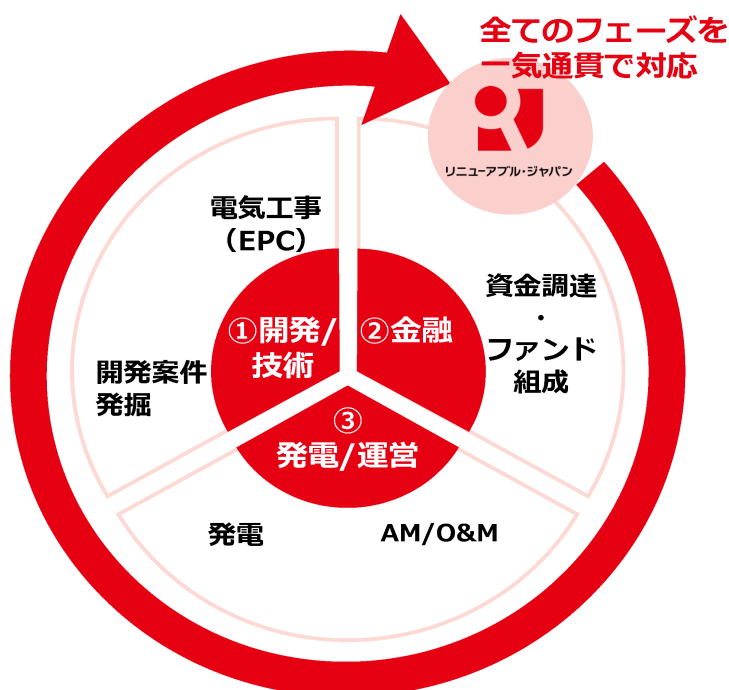 全てのフェーズを
一気通貫で対応
リニューアブル・ジャパン
電気工事
（EPC）
①開発/
技術
開発案件
発掘
②金融
資金調達
・
ファンド
組成
③
発電/運営
発電
AM/O&M